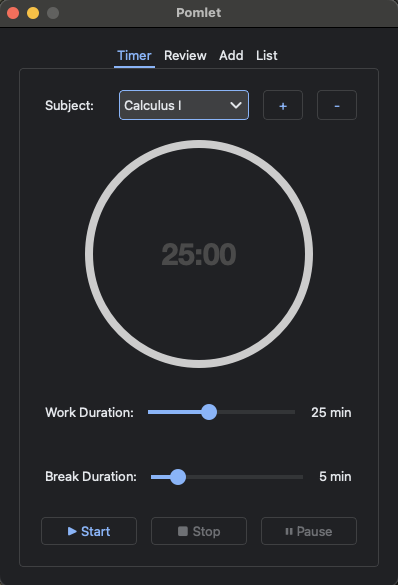 Pomlet
Timer Review Add List
Subject: Calculus I + -
25:00
Work Duration: 25 min
Break Duration: 5 min
Start Stop Pause